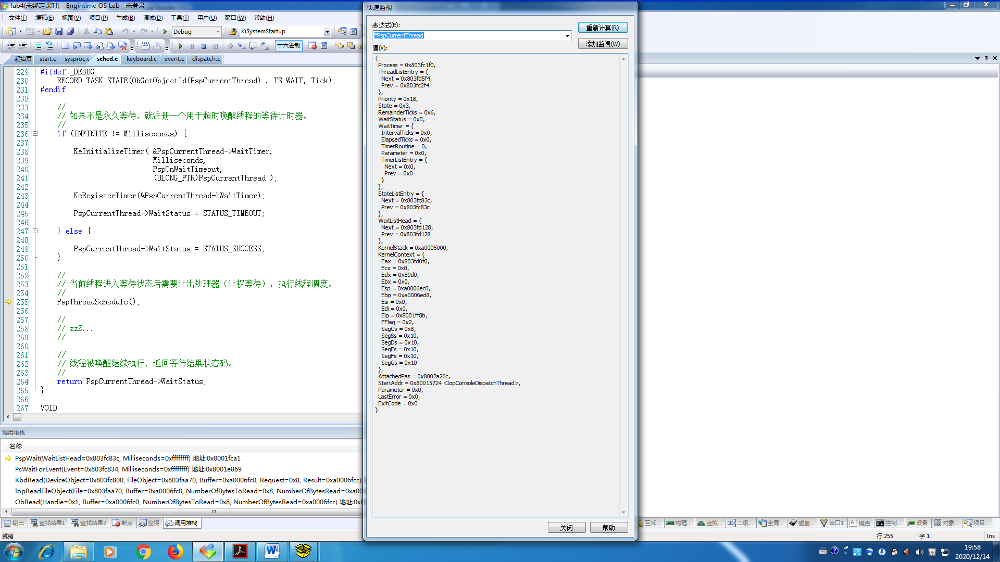 lab4(未绑定课时) - Engintime OS Lab - 未登录
文件(F) 编辑(E) 视图(V) 项目(P) 生成(B) 调试(D) 工具(T) 用户(U) 窗口(W) 帮助(H)
Debug KiSystemStartup
十六进制
起始页 start.c sysproc.c sched.c keyboard.c event.c dispatch.c
229 #ifdef _DEBUG
230 RECORD_TASK_STATE(ObGetObjectId(PspCurrentThread) , TS_WAIT, Tick);
231 #endif
232
233 //
234 // 如果不是永久等待，就注册一个用于超时唤醒线程的等待计时器。
235 //
236 if (INFINITE != Milliseconds) {
237
238 KeInitializeTimer( &PspCurrentThread->WaitTimer,
239 Milliseconds,
240 PspOnWaitTimeout,
241 (ULONG_PTR)PspCurrentThread );
242
243 KeRegisterTimer(&PspCurrentThread->WaitTimer);
244
245 PspCurrentThread->WaitStatus = STATUS_TIMEOUT;
246
247 } else {
248
249 PspCurrentThread->WaitStatus = STATUS_SUCCESS;
250 }
251
252 //
253 // 当前线程进入等待状态后需要让出处理器（让权等待），执行线程调度。
254 //
255 PspThreadSchedule();
256
257 //
258 // zzZ...
259 //
260
261 //
262 // 线程被唤醒继续执行，返回等待结果状态码。
263 //
264 return PspCurrentThread->WaitStatus;
265 }
266
267 VOID
调用堆栈
名称
PspWait(WaitListHead=0x803fc83c, Milliseconds=0xffffffff) 地址:0x8001fca1
PsWaitForEvent(Event=0x803fc834, Milliseconds=0xffffffff) 地址:0x8001e869
KbdRead(DeviceObject=0x803fc800, FileObject=0x803faa70, Buffer=0xa0006fc0, Request=0x8, Result=0xa0006fcc)
IopReadFileObject(File=0x803faa70, Buffer=0xa0006fc0, NumberOfBytesToRead=0x8, NumberOfBytesRead=0xa00
ObRead(Handle=0x1, Buffer=0xa0006fc0, NumberOfBytesToRead=0x8, NumberOfBytesRead=0xa0006fcc) 地址:0x8
输出 查找结果1 查找结果2 断点 监视 调用堆栈
就绪
快速监视
表达式(E):
*PspCurrentThread
重新计算(R)
添加监视(W)
值(V):
{
Process = 0x803fc1f0,
ThreadListEntry = {
Next = 0x803fd5f4,
Prev = 0x803fc2f4
},
Priority = 0x18,
State = 0x3,
RemainderTicks = 0x6,
WaitStatus = 0x0,
WaitTimer = {
IntervalTicks = 0x0,
ElapsedTicks = 0x0,
TimerRoutine = 0,
Parameter = 0x0,
TimerListEntry = {
Next = 0x0,
Prev = 0x0
}
},
StateListEntry = {
Next = 0x803fc83c,
Prev = 0x803fc83c
},
WaitListHead = {
Next = 0x803fd128,
Prev = 0x803fd128
},
KernelStack = 0xa0005000,
KernelContext = {
Eax = 0x803fd0f0,
Ecx = 0x0,
Edx = 0x89d0,
Ebx = 0x0,
Esp = 0xa0006ec0,
Ebp = 0xa0006ed8,
Esi = 0x0,
Edi = 0x0,
Eip = 0x8001ff8b,
EFlag = 0x2,
SegCs = 0x8,
SegSs = 0x10,
SegDs = 0x10,
SegEs = 0x10,
SegFs = 0x10,
SegGs = 0x10
},
AttachedPas = 0x8002a26c,
StartAddr = 0x80015724 <IopConsoleDispatchThread>,
Parameter = 0x0,
LastError = 0x0,
ExitCode = 0x0
}
关闭 帮助
互斥... 物理... 虚拟... 二级... 全局... 磁盘... 串口1 键盘 控制... 设备 对象... 项目...
行 255 字 1 Ins
19:58
2020/12/14